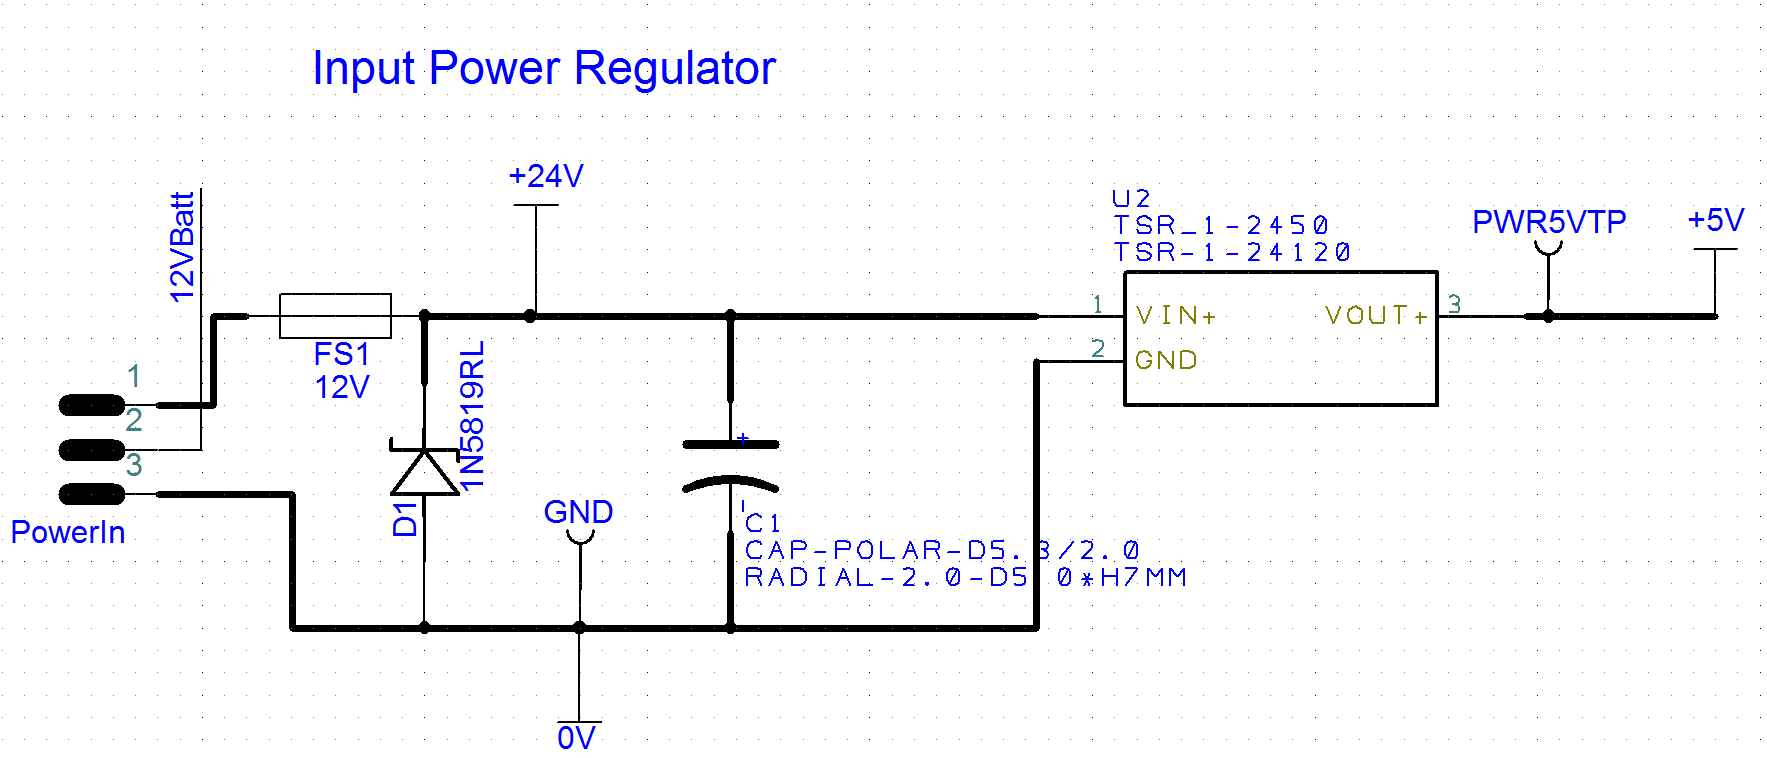 Input Power Regulator
+24V
12VBatt
U2
TSR_1-2450
TSR-1-24120
PWR5VTP
+5V
1
VIN+
VOUT+
3
2
GND
FS1
12V
1
2
3
PowerIn
1N5819RL
D1
GND
+
C1
CAP-POLAR-D5.3/2.0
RADIAL-2.0-D5.0*H7MM
0V